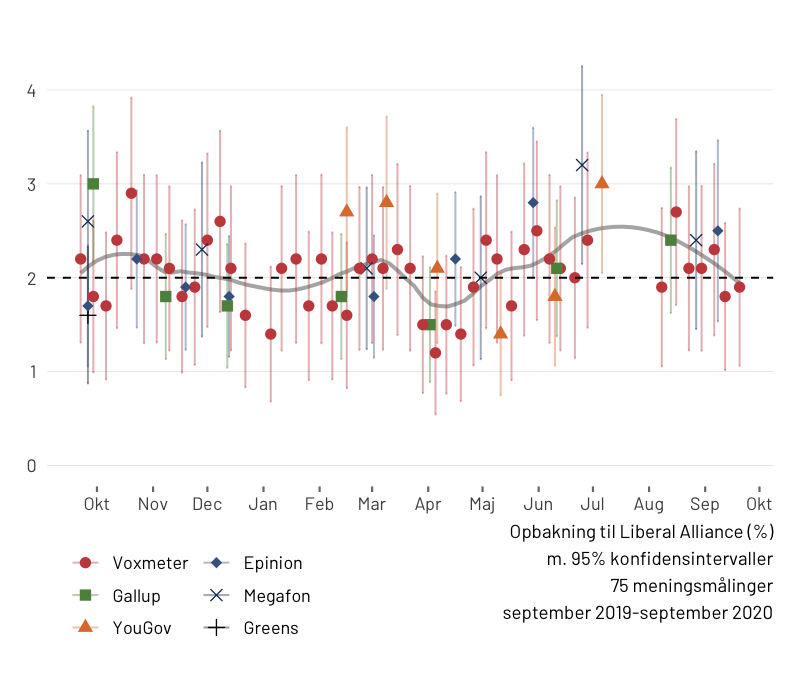 4
3
2
1
0
Okt Nov Dec Jan Feb Mar Apr Maj Jun Jul Aug Sep Okt
Opbakning til Liberal Alliance (%)
m. 95% konfidensintervaller
75 meningsmålinger
september 2019-september 2020
Voxmeter Epinion
Gallup Megafon
YouGov Greens